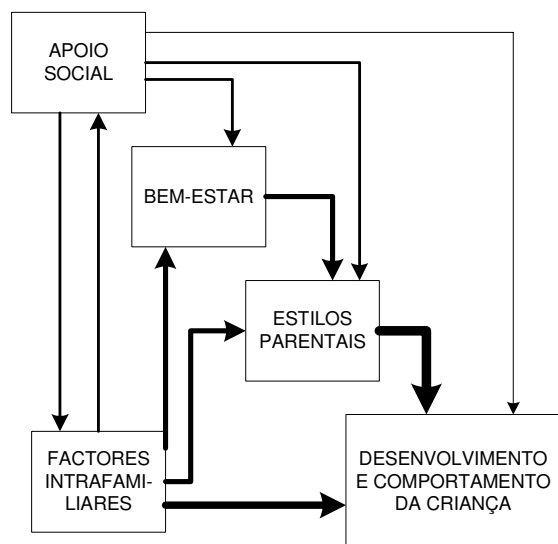 APOIO
SOCIAL
BEM-ESTAR
ESTILOS
PARENTAIS
FACTORES
INTRAFAMI-
LIARES
DESENVOLVIMENTO
E COMPORTAMENTO
DA CRIANÇA